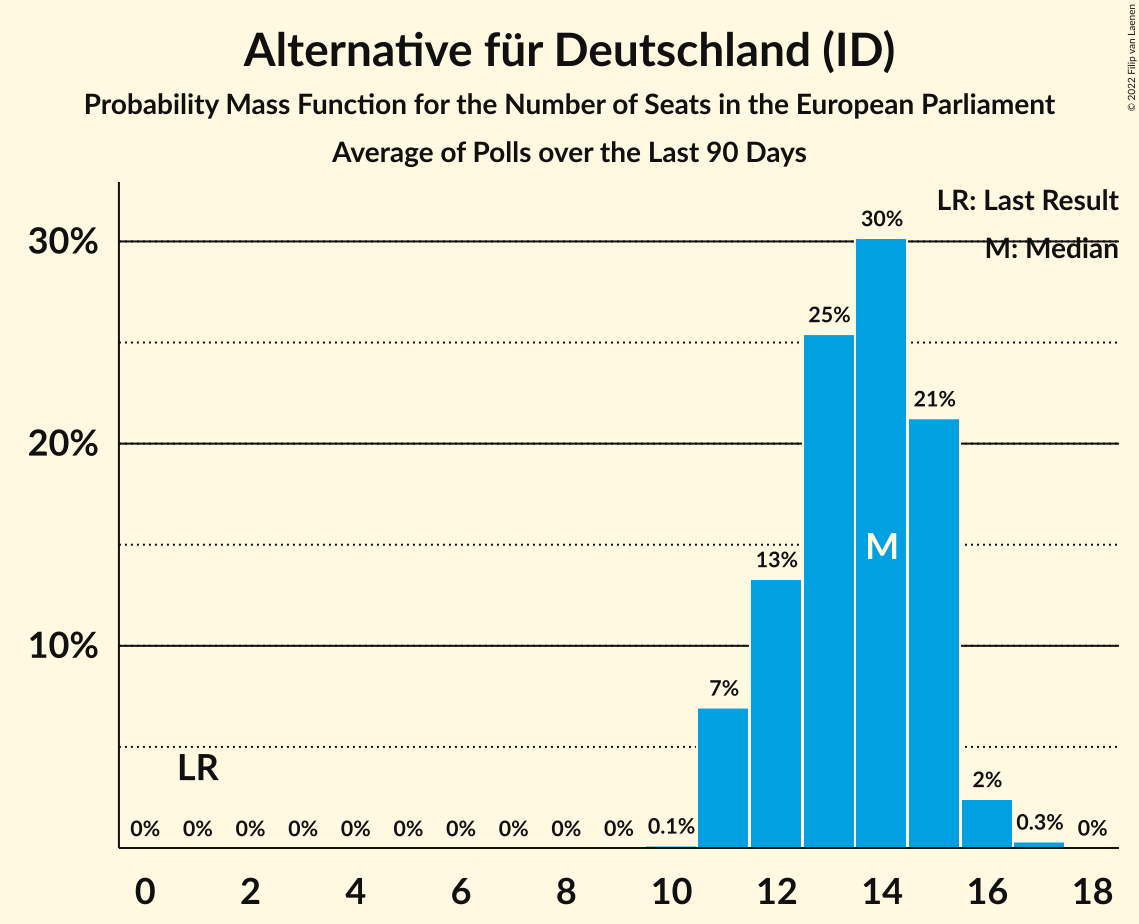 Alternative für Deutschland (ID)
Probability Mass Function for the Number of Seats in the European Parliament
Average of Polls over the Last 90 Days
© 2022 Filip van Laenen
LR: Last Result
M: Median
30%
20%
10%
30%
25%
21%
13%
M
7%
LR
2%
0% 0% 0% 0% 0% 0% 0% 0% 0% 0% 0.1% 0.3% 0%
0 2 4 6 8 10 12 14 16 18